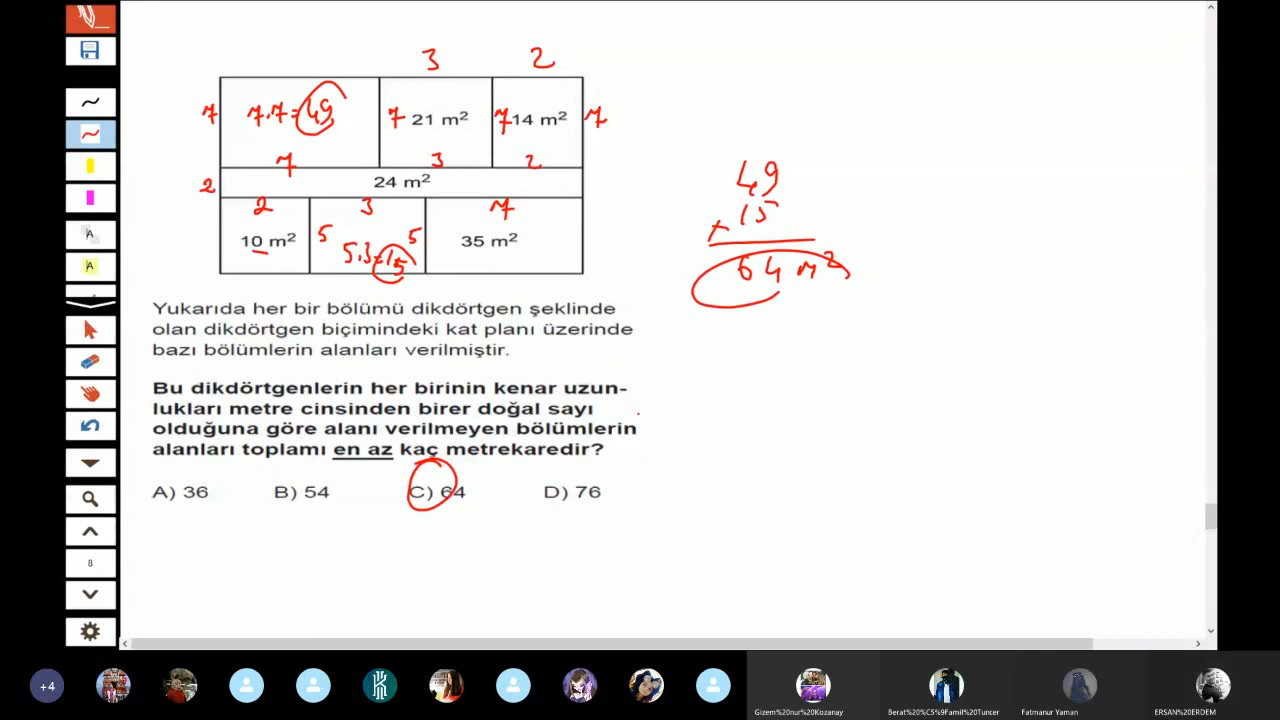 3 2
7 7.7=49 7 21 m² 7 14 m² 7
7 3 2
2 24 m²
2 3 7
10 m² 5 5.3=15 5 35 m²
49
15
+
64 m²
Yukarıda her bir bölümü dikdörtgen şeklinde
olan dikdörtgen biçimindeki kat planı üzerinde
bazı bölümlerin alanları verilmiştir.
Bu dikdörtgenlerin her birinin kenar uzun-
lukları metre cinsinden birer doğal sayı
olduğuna göre alanı verilmeyen bölümlerin
alanları toplamı en az kaç metrekaredir?
A) 36 B) 54 C) 64 D) 76
A
A
8
+4
Gizem%20nur%20Kozanay
Berat%20%C5%9Famil%20Tuncer
Fatmanur Yaman
ERSAN%20ERDEM